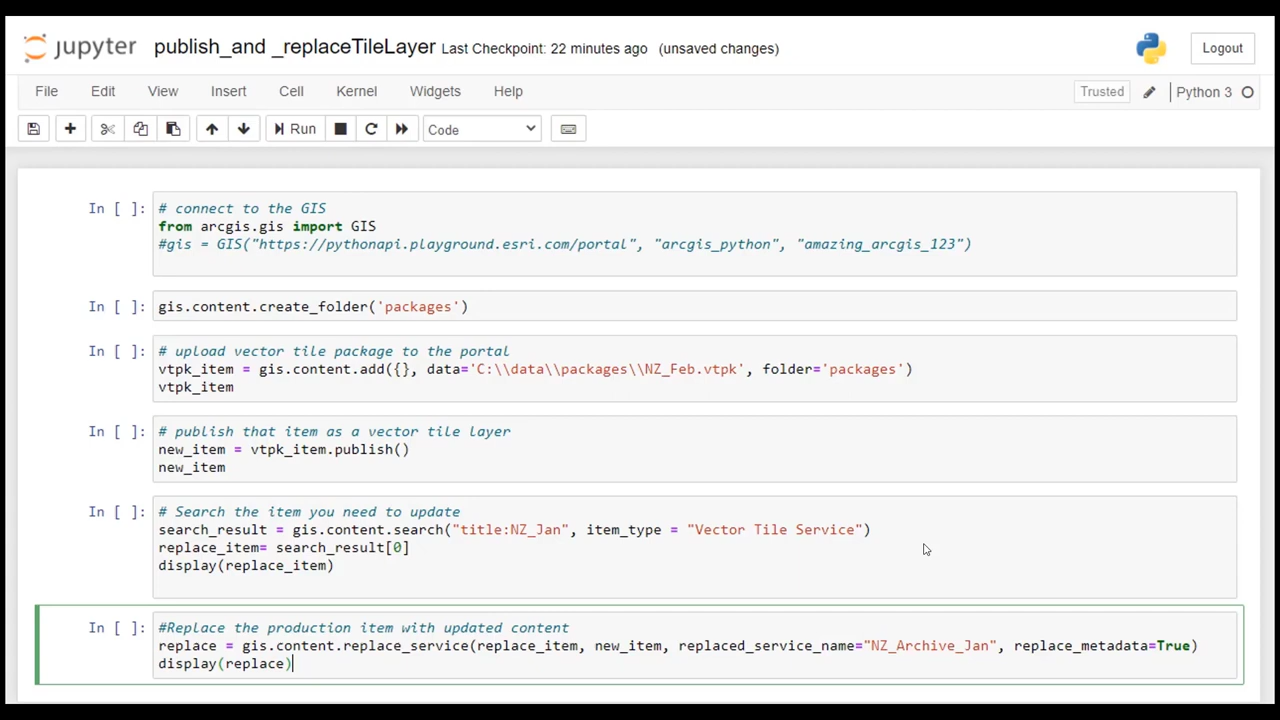 jupyter publish_and _replaceTileLayer Last Checkpoint: 22 minutes ago (unsaved changes) Logout
File Edit View Insert Cell Kernel Widgets Help Trusted Python 3
Run Code
In [ ]: # connect to the GIS
from arcgis.gis import GIS
#gis = GIS("https://pythonapi.playground.esri.com/portal", "arcgis_python", "amazing_arcgis_123")
In [ ]: gis.content.create_folder('packages')
In [ ]: # upload vector tile package to the portal
vtpk_item = gis.content.add({}, data='C:\\data\\packages\\NZ_Feb.vtpk', folder='packages')
vtpk_item
In [ ]: # publish that item as a vector tile layer
new_item = vtpk_item.publish()
new_item
In [ ]: # Search the item you need to update
search_result = gis.content.search("title:NZ_Jan", item_type = "Vector Tile Service")
replace_item= search_result[0]
display(replace_item)
In [ ]: #Replace the production item with updated content
replace = gis.content.replace_service(replace_item, new_item, replaced_service_name="NZ_Archive_Jan", replace_metadata=True)
display(replace)